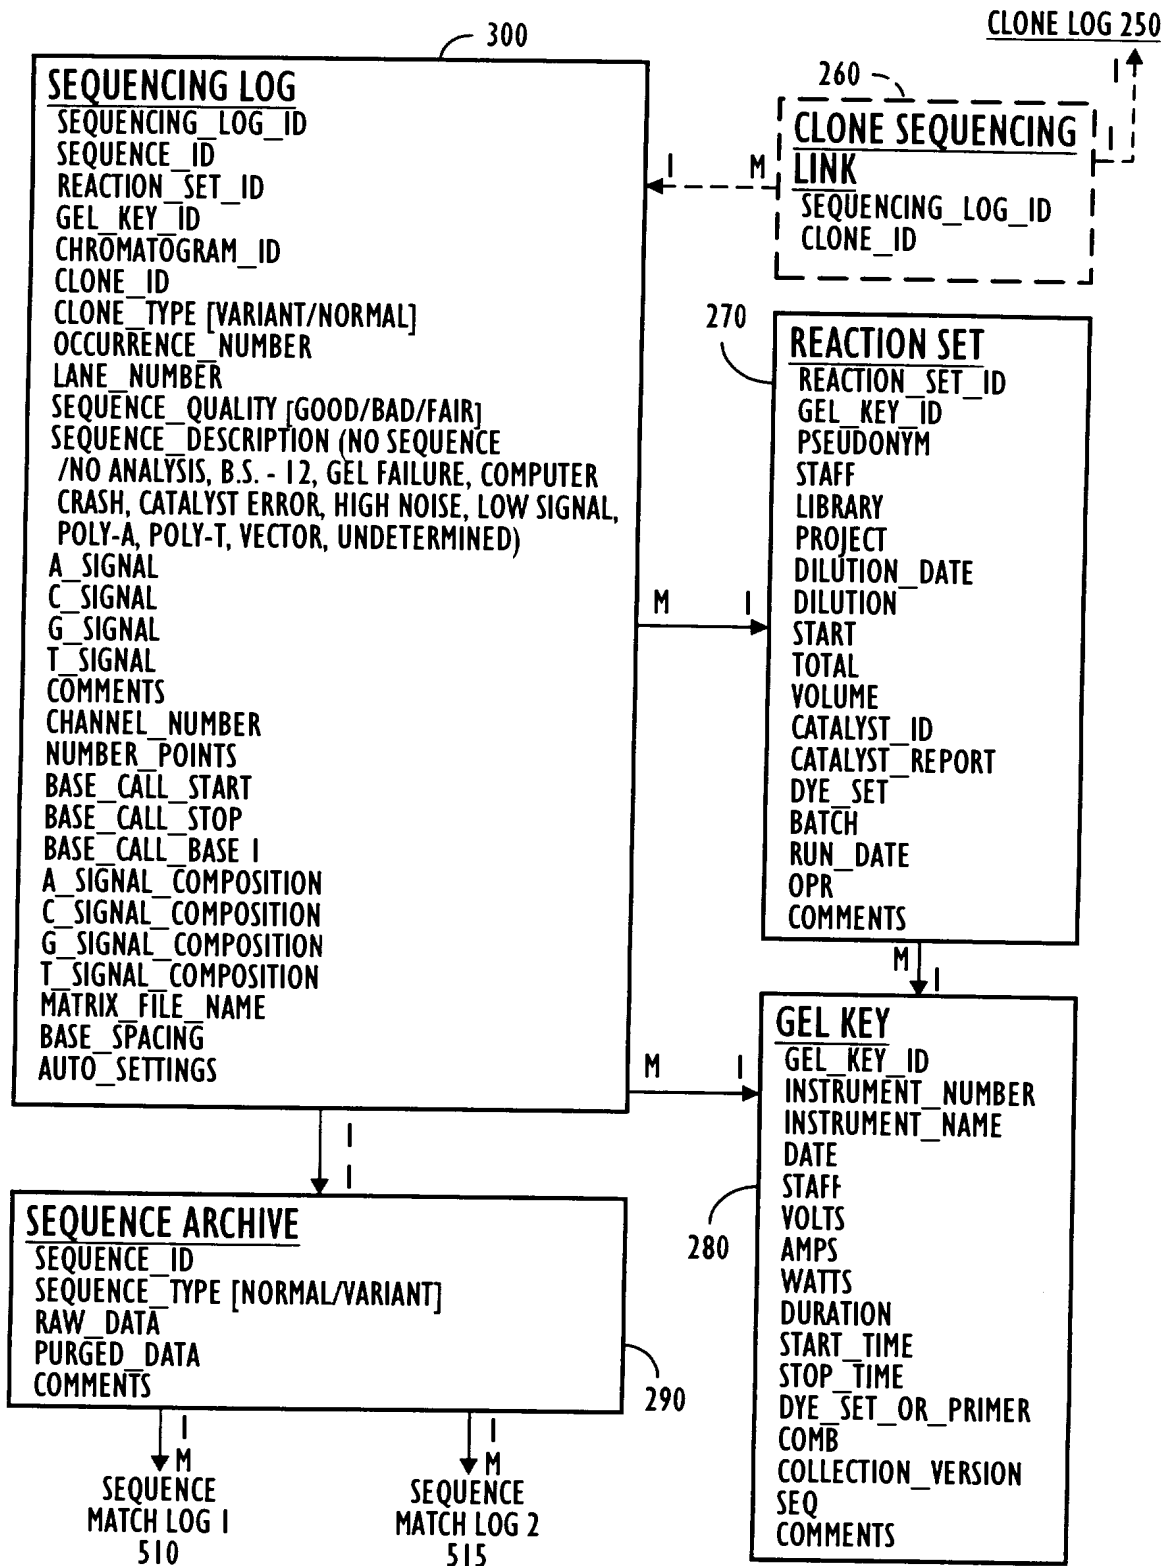 CLONE LOG 250
300
SEQUENCING LOG
SEQUENCING_LOG_ID
SEQUENCE_ID
REACTION_SET_ID
GEL_KEY_ID
CHROMATOGRAM_ID
CLONE_ID
CLONE_TYPE [VARIANT/NORMAL]
OCCURRENCE_NUMBER
LANE_NUMBER
SEQUENCE_QUALITY [GOOD/BAD/FAIR]
SEQUENCE_DESCRIPTION (NO SEQUENCE
/NO ANALYSIS, B.S. - 12, GEL FAILURE, COMPUTER
CRASH, CATALYST ERROR, HIGH NOISE, LOW SIGNAL,
POLY-A, POLY-T, VECTOR, UNDETERMINED)
A_SIGNAL
C_SIGNAL
G_SIGNAL
T_SIGNAL
COMMENTS
CHANNEL_NUMBER
NUMBER_POINTS
BASE_CALL_START
BASE_CALL_STOP
BASE_CALL_BASE 1
A_SIGNAL_COMPOSITION
C_SIGNAL_COMPOSITION
G_SIGNAL_COMPOSITION
T_SIGNAL_COMPOSITION
MATRIX_FILE_NAME
BASE_SPACING
AUTO_SETTINGS
1 M
260
1
1
CLONE SEQUENCING
LINK
SEQUENCING_LOG_ID
CLONE_ID
270
REACTION SET
REACTION_SET_ID
GEL_KEY_ID
PSEUDONYM
STAFF
LIBRARY
PROJECT
DILUTION_DATE
DILUTION
START
TOTAL
VOLUME
CATALYST_ID
CATALYST_REPORT
DYE_SET
BATCH
RUN_DATE
OPR
COMMENTS
M 1
M
1
M 1
GEL KEY
GEL_KEY_ID
INSTRUMENT_NUMBER
INSTRUMENT_NAME
DATE
STAFF
VOLTS
AMPS
WATTS
DURATION
START_TIME
STOP_TIME
DYE_SET_OR_PRIMER
COMB
COLLECTION_VERSION
SEQ
COMMENTS
280
1
1
SEQUENCE ARCHIVE
SEQUENCE_ID
SEQUENCE_TYPE [NORMAL/VARIANT]
RAW_DATA
PURGED_DATA
COMMENTS
290
1
M
SEQUENCE
MATCH LOG 1
510
1
M
SEQUENCE
MATCH LOG 2
515